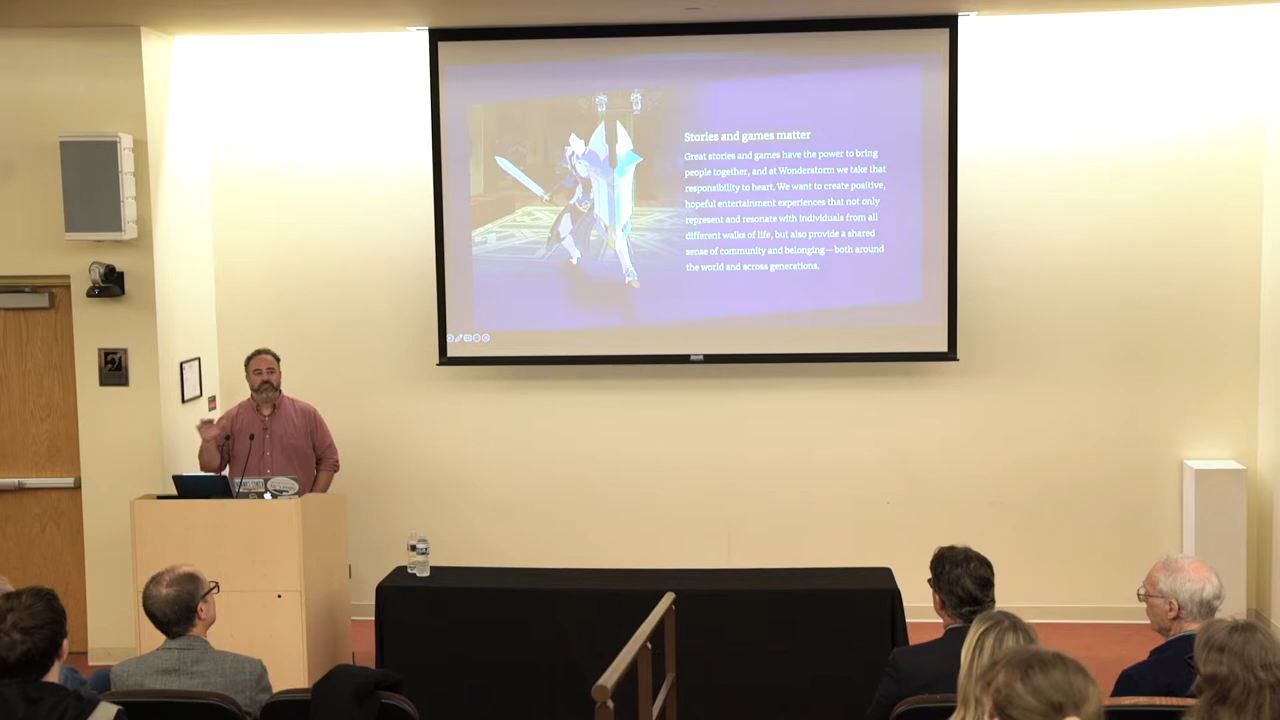 Stories and games matter
Great stories and games have the power to bring
people together, and at Wonderstorm we take that
responsibility to heart. We want to create positive,
hopeful entertainment experiences that not only
represent and resonate with individuals from all
different walks of life, but also provide a shared
sense of community and belonging—both around
the world and across generations.